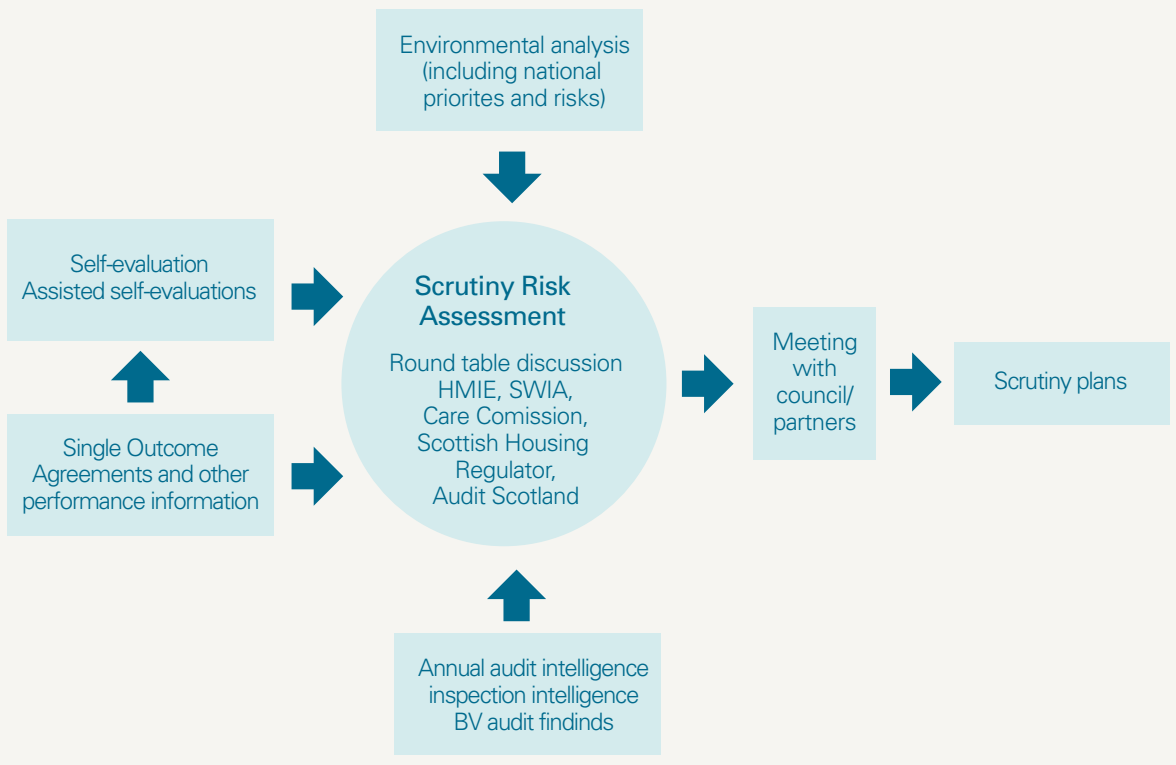 Environmental analysis
(including national
priorites and risks)
Self-evaluation
Assisted self-evaluations
Single Outcome
Agreements and other
performance information
Scrutiny Risk
Assessment
Round table discussion
HMIE, SWIA,
Care Comission,
Scottish Housing
Regulator,
Audit Scotland
Annual audit intelligence
inspection intelligence
BV audit findinds
Meeting
with
council/
partners
Scrutiny plans